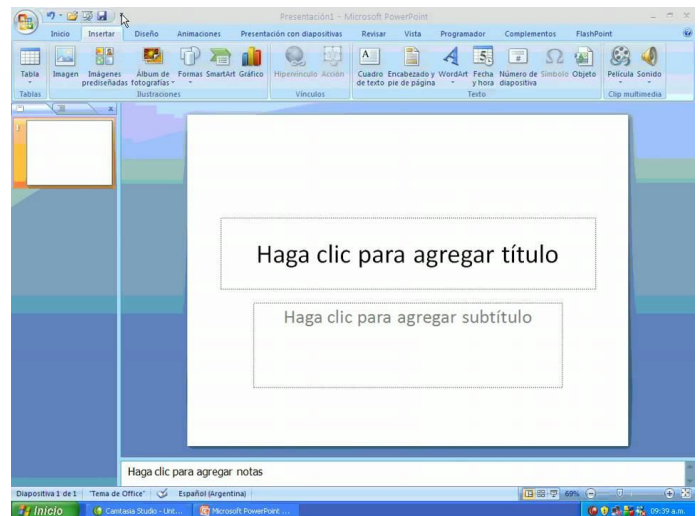 Presentación1 - Microsoft PowerPoint
Inicio Insertar Diseño Animaciones Presentación con diapositivas Revisar Vista Programador Complementos FlashPoint
Tabla Imagen Imágenes prediseñadas Álbum de fotografías Formas SmartArt Gráfico Hipervínculo Acción Cuadro de texto Encabezado y pie de página WordArt Fecha y hora Número de diapositiva Símbolo Objeto Película Sonido
Tablas Ilustraciones Vínculos Texto Clip multimedia
1
Haga clic para agregar título
Haga clic para agregar subtítulo
Haga clic para agregar notas
Diapositiva 1 de 1 "Tema de Office" Español (Argentina) 69%
Inicio Camtasia Studio - Unt... Microsoft PowerPoint ... 09:39 a.m.